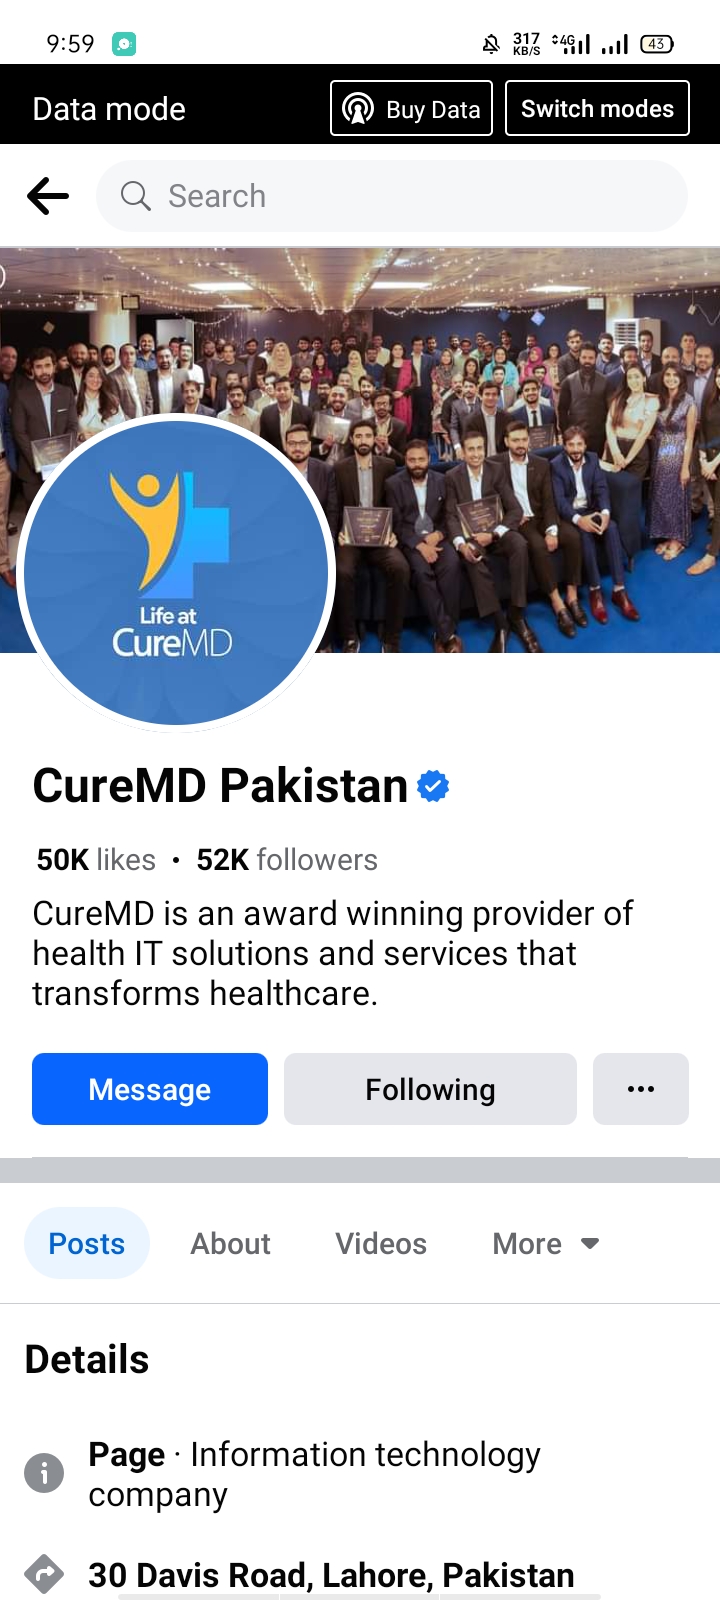 9:59
317
KB/S
4G
43
Data mode
Buy Data
Switch modes
Search
Life at
CureMD
CureMD Pakistan
50K likes • 52K followers
CureMD is an award winning provider of
health IT solutions and services that
transforms healthcare.
Message
Following
Posts
About
Videos
More
Details
Page · Information technology
company
30 Davis Road, Lahore, Pakistan